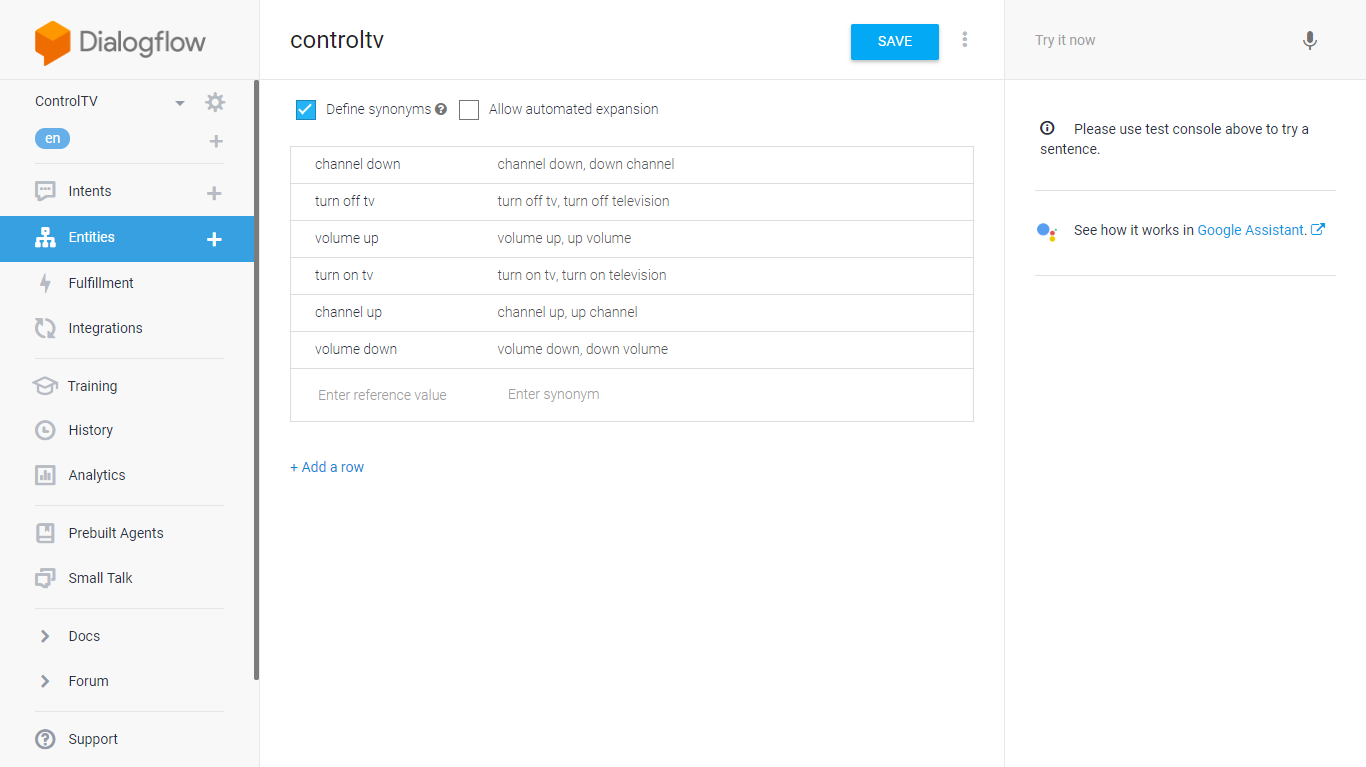 Dialogflow
ControlTV
en
Intents
Entities
Fulfillment
Integrations
Training
History
Analytics
Prebuilt Agents
Small Talk
Docs
Forum
Support
controltv
SAVE
Define synonyms ? Allow automated expansion
channel down channel down, down channel
turn off tv turn off tv, turn off television
volume up volume up, up volume
turn on tv turn on tv, turn on television
channel up channel up, up channel
volume down volume down, down volume
Enter reference value Enter synonym
+ Add a row
Try it now
Please use test console above to try a
sentence.
See how it works in Google Assistant.